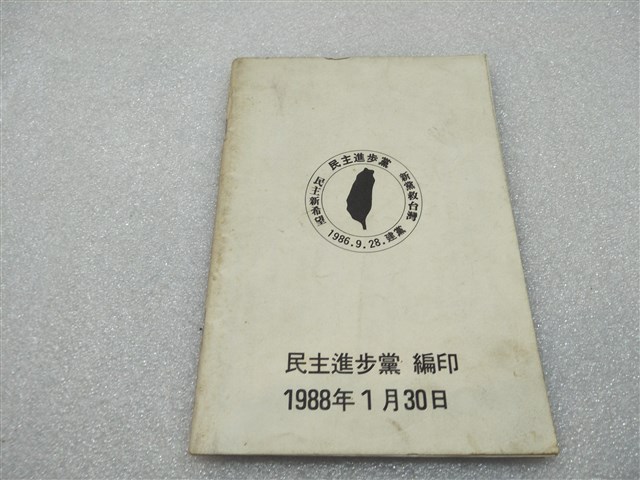 民主進步黨
民主新希望
新黨救台灣
1986.9.28.建黨
民主進步黨 編印
1988年1月30日